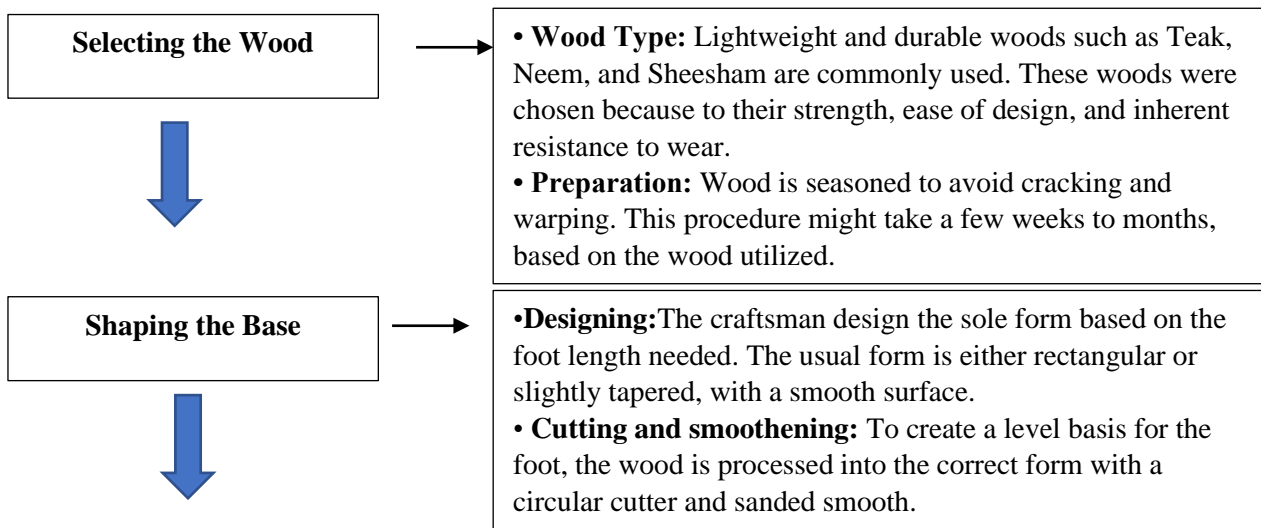 Selecting the Wood
• Wood Type: Lightweight and durable woods such as Teak,
Neem, and Sheesham are commonly used. These woods were
chosen because to their strength, ease of design, and inherent
resistance to wear.
• Preparation: Wood is seasoned to avoid cracking and
warping. This procedure might take a few weeks to months,
based on the wood utilized.
Shaping the Base
•Designing:The craftsman design the sole form based on the
foot length needed. The usual form is either rectangular or
slightly tapered, with a smooth surface.
• Cutting and smoothening: To create a level basis for the
foot, the wood is processed into the correct form with a
circular cutter and sanded smooth.